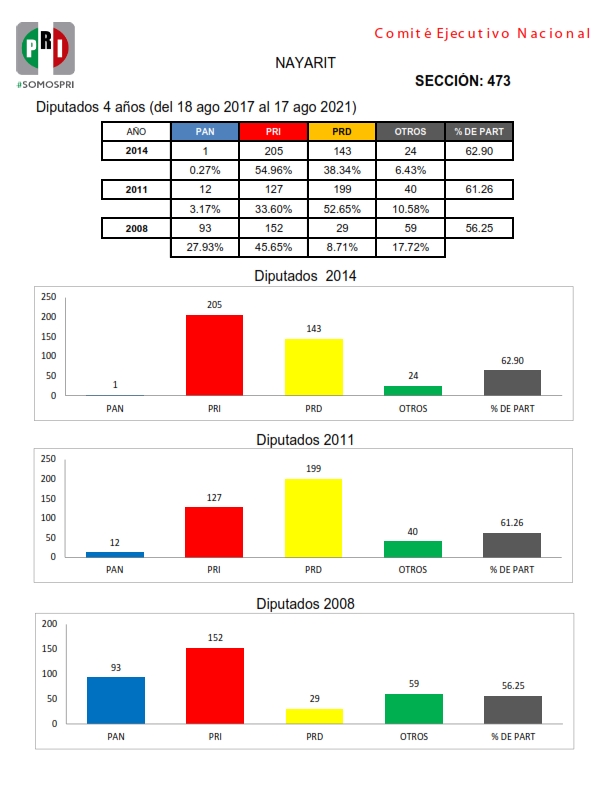 Comité Ejecutivo Nacional
PRI
#SOMOSPRI
NAYARIT
SECCIÓN: 473
Diputados 4 años (del 18 ago 2017 al 17 ago 2021)
AÑO PAN PRI PRD OTROS % DE PART
2014 1 205 143 24 62.90
0.27% 54.96% 38.34% 6.43%
2011 12 127 199 40 61.26
3.17% 33.60% 52.65% 10.58%
2008 93 152 29 59 56.25
27.93% 45.65% 8.71% 17.72%
Diputados 2014
250
200
150
100
50
0
1 205 143 24 62.90
PAN PRI PRD OTROS % DE PART
Diputados 2011
250
200
150
100
50
0
12 127 199 40 61.26
PAN PRI PRD OTROS % DE PART
Diputados 2008
200
150
100
50
0
93 152 29 59 56.25
PAN PRI PRD OTROS % DE PART